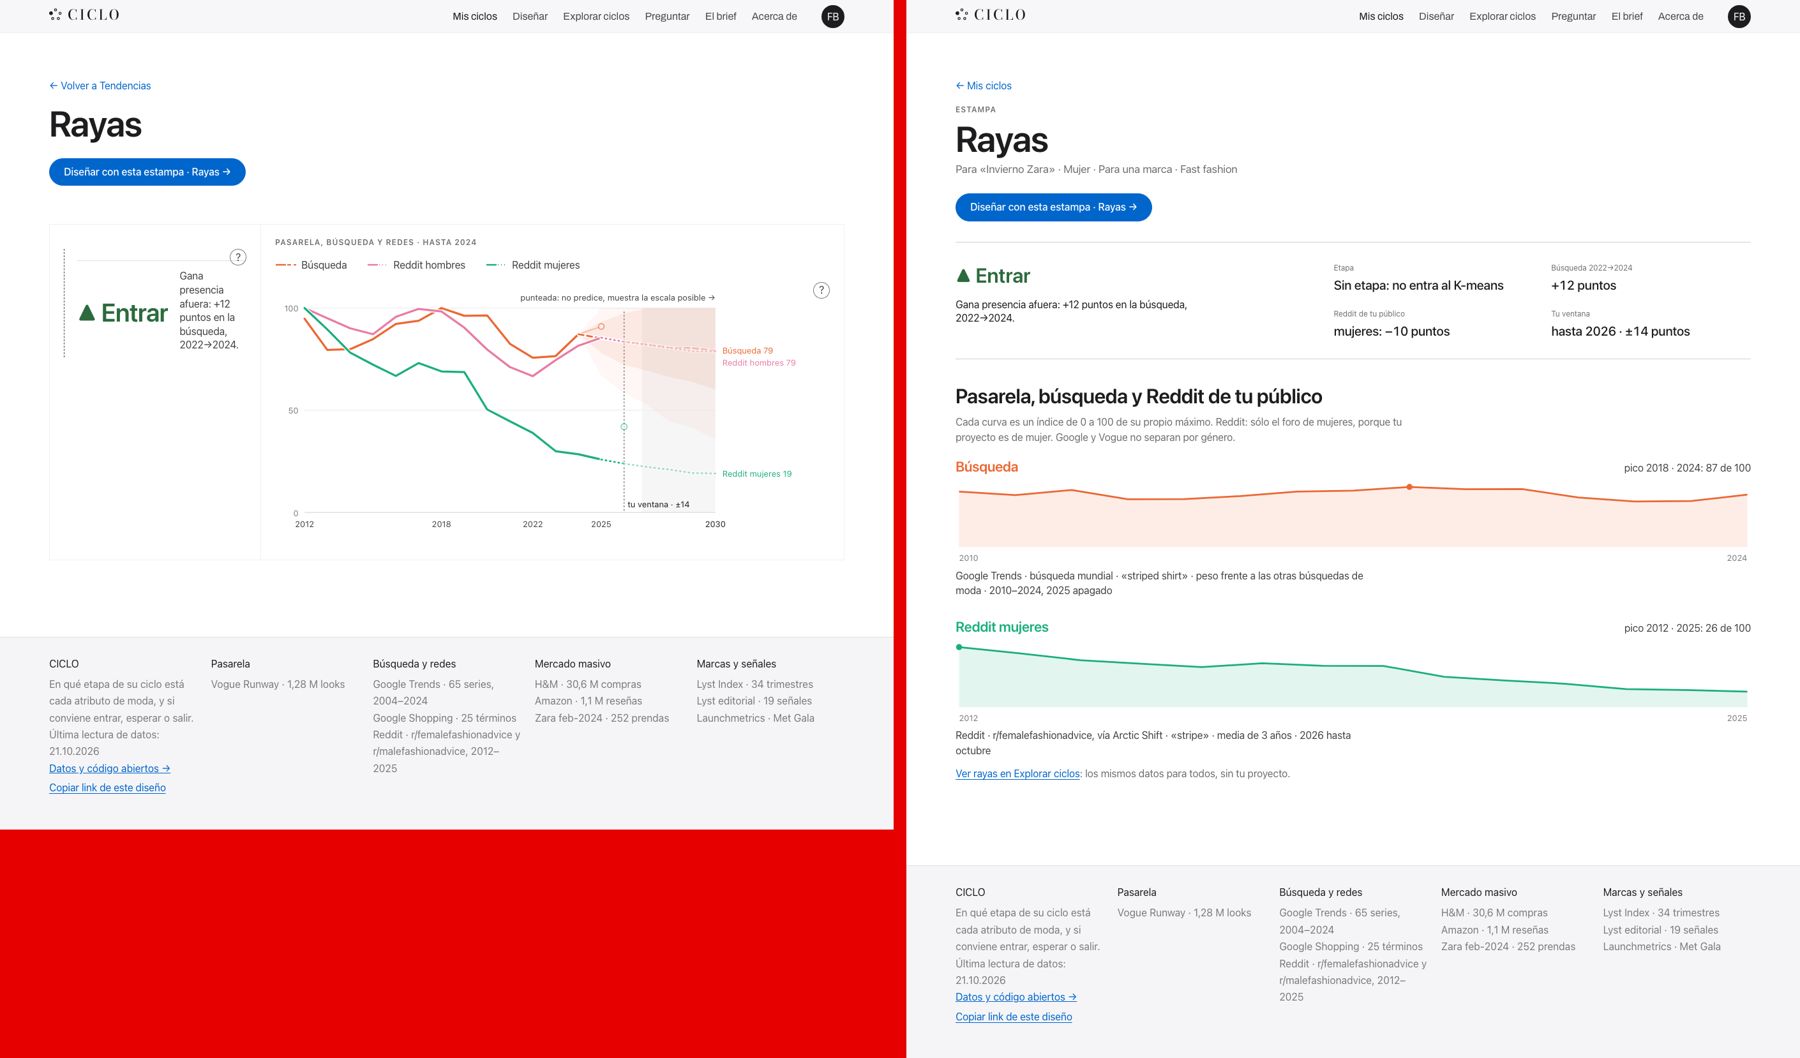 CICLO
Mis ciclos Diseñar Explorar ciclos Preguntar El brief Acerca de FB
← Volver a Tendencias
Rayas
Diseñar con esta estampa · Rayas →
?
▲ Entrar
Gana
presencia
afuera: +12
puntos en la
búsqueda,
2022→2024.
PASARELA, BÚSQUEDA Y REDES · HASTA 2024
Búsqueda Reddit hombres Reddit mujeres
?
punteada: no predice, muestra la escala posible →
100
50
0
Búsqueda 79
Reddit hombres 79
Reddit mujeres 19
tu ventana · ±14
2012 2018 2022 2025 2030
CICLO
En qué etapa de su ciclo está
cada atributo de moda, y si
conviene entrar, esperar o salir.
Última lectura de datos:
21.10.2026
Datos y código abiertos →
Copiar link de este diseño
Pasarela
Vogue Runway · 1,28 M looks
Búsqueda y redes
Google Trends · 65 series,
2004–2024
Google Shopping · 25 términos
Reddit · r/femalefashionadvice y
r/malefashionadvice, 2012–
2025
Mercado masivo
H&M · 30,6 M compras
Amazon · 1,1 M reseñas
Zara feb-2024 · 252 prendas
Marcas y señales
Lyst Index · 34 trimestres
Lyst editorial · 19 señales
Launchmetrics · Met Gala
CICLO
Mis ciclos Diseñar Explorar ciclos Preguntar El brief Acerca de FB
← Mis ciclos
ESTAMPA
Rayas
Para «Invierno Zara» · Mujer · Para una marca · Fast fashion
Diseñar con esta estampa · Rayas →
▲ Entrar
Gana presencia afuera: +12 puntos en la búsqueda,
2022→2024.
Etapa
Sin etapa: no entra al K-means
Búsqueda 2022→2024
+12 puntos
Reddit de tu público
mujeres: −10 puntos
Tu ventana
hasta 2026 · ±14 puntos
Pasarela, búsqueda y Reddit de tu público
Cada curva es un índice de 0 a 100 de su propio máximo. Reddit: sólo el foro de mujeres, porque tu
proyecto es de mujer. Google y Vogue no separan por género.
Búsqueda pico 2018 · 2024: 87 de 100
2010 2024
Google Trends · búsqueda mundial · «striped shirt» · peso frente a las otras búsquedas de
moda · 2010–2024, 2025 apagado
Reddit mujeres pico 2012 · 2025: 26 de 100
2012 2025
Reddit · r/femalefashionadvice, vía Arctic Shift · «stripe» · media de 3 años · 2026 hasta
octubre
Ver rayas en Explorar ciclos: los mismos datos para todos, sin tu proyecto.
CICLO
En qué etapa de su ciclo está
cada atributo de moda, y si
conviene entrar, esperar o salir.
Última lectura de datos:
21.10.2026
Datos y código abiertos →
Copiar link de este diseño
Pasarela
Vogue Runway · 1,28 M looks
Búsqueda y redes
Google Trends · 65 series,
2004–2024
Google Shopping · 25 términos
Reddit · r/femalefashionadvice y
r/malefashionadvice, 2012–
2025
Mercado masivo
H&M · 30,6 M compras
Amazon · 1,1 M reseñas
Zara feb-2024 · 252 prendas
Marcas y señales
Lyst Index · 34 trimestres
Lyst editorial · 19 señales
Launchmetrics · Met Gala